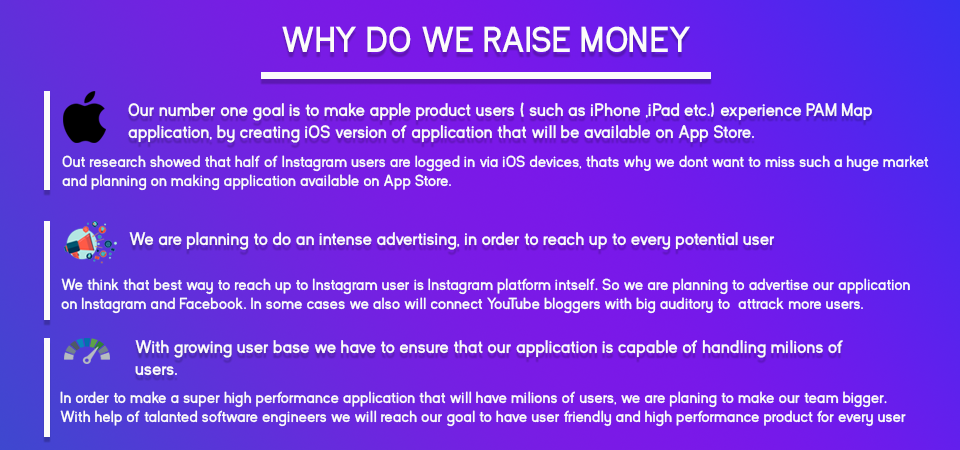 WHY DO WE RAISE MONEY
Our number one goal is to make apple product users ( such as iPhone ,iPad etc.) experience PAM Map
application, by creating iOS version of application that will be available on App Store.
Out research showed that half of Instagram users are logged in via iOS devices, thats why we dont want to miss such a huge market
and planning on making application available on App Store.
We are planning to do an intense advertising, in order to reach up to every potential user
We think that best way to reach up to Instagram user is Instagram platform intself. So we are planning to advertise our application
on Instagram and Facebook. In some cases we also will connect YouTube bloggers with big auditory to attrack more users.
With growing user base we have to ensure that our application is capable of handling milions of
users.
In order to make a super high performance application that will have milions of users, we are planing to make our team bigger.
With help of talanted software engineers we will reach our goal to have user friendly and high performance product for every user